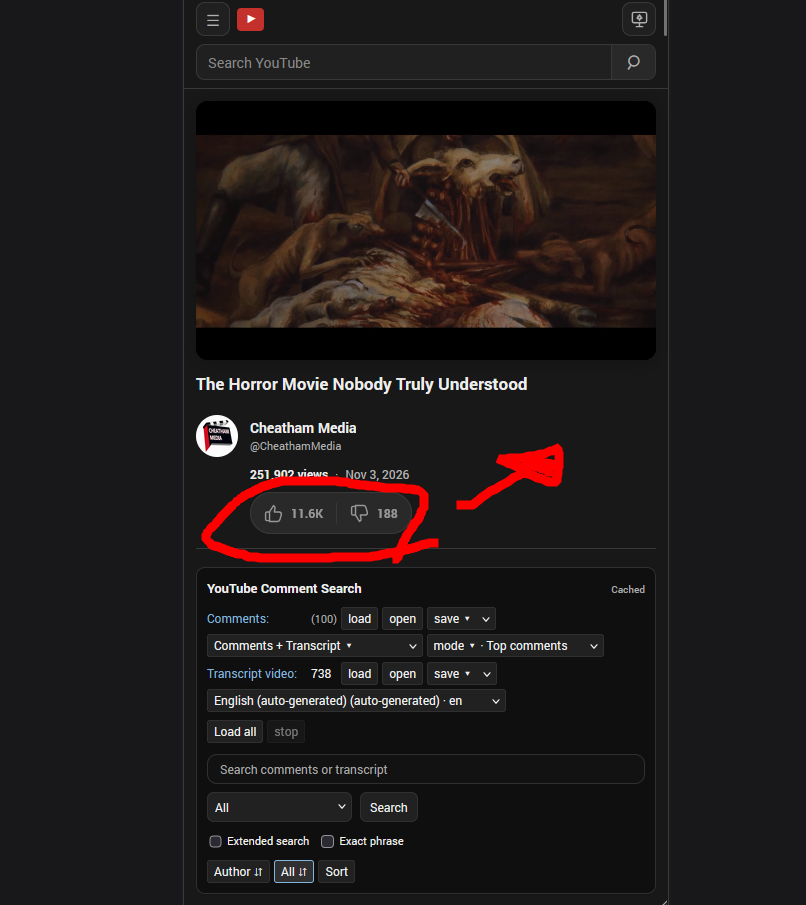 Search YouTube
The Horror Movie Nobody Truly Understood
CHEATHAM
MEDIA
Cheatham Media
@CheathamMedia
251,902 views · Nov 3, 2026
11.6K 188
YouTube Comment Search Cached
Comments: (100) load open save ▾
Comments + Transcript ▾ mode ▾ · Top comments
Transcript video: 738 load open save ▾
English (auto-generated) (auto-generated) · en
Load all stop
Search comments or transcript
All Search
Extended search Exact phrase
Author ↓↑ All ↓↑ Sort